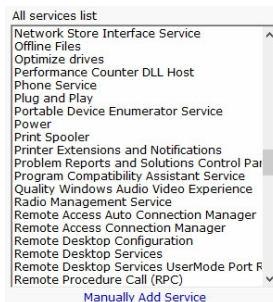 All services list
Network Store Interface Service
Offline Files
Optimize drives
Performance Counter DLL Host
Phone Service
Plug and Play
Portable Device Enumerator Service
Power
Print Spooler
Printer Extensions and Notifications
Problem Reports and Solutions Control Par
Program Compatibility Assistant Service
Quality Windows Audio Video Experience
Radio Management Service
Remote Access Auto Connection Manager
Remote Access Connection Manager
Remote Desktop Configuration
Remote Desktop Services
Remote Desktop Services UserMode Port R
Remote Procedure Call (RPC)
Manually Add Service